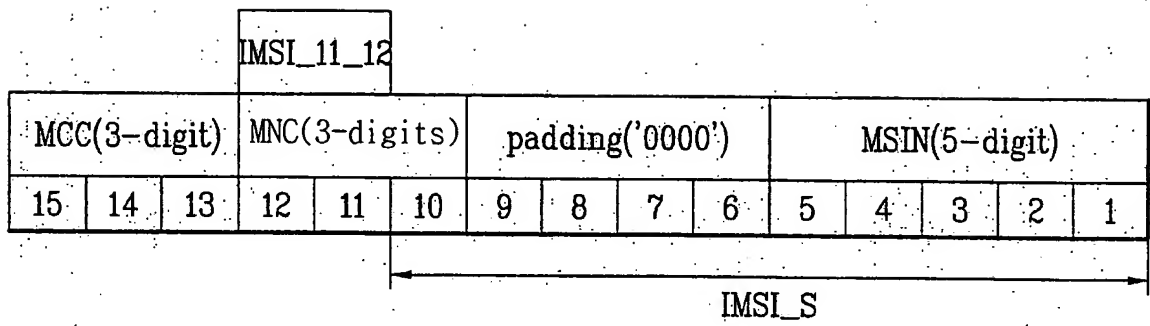 IMSI_11_12
MCC(3-digit) MNC(3-digits) padding('0000') MSIN(5-digit)
15 14 13 12 11 10 9 8 7 6 5 4 3 2 1
IMSI_S